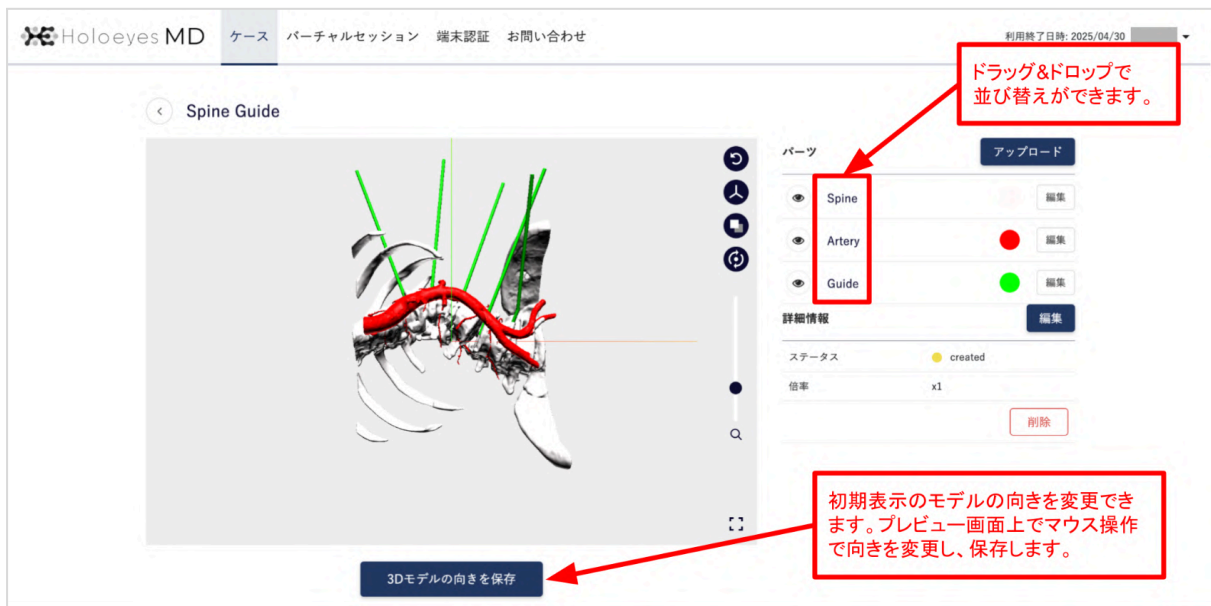 Holoeyes MD
ケース バーチャルセッション 端末認証 お問い合わせ
利用終了日時: 2025/04/30
ドラッグ&ドロップで
並び替えができます。
Spine Guide
パーツ
アップロード
Spine
編集
Artery
編集
Guide
編集
詳細情報
編集
ステータス
created
倍率
x1
削除
初期表示のモデルの向きを変更でき
ます。プレビュー画面上でマウス操作
で向きを変更し、保存します。
3Dモデルの向きを保存